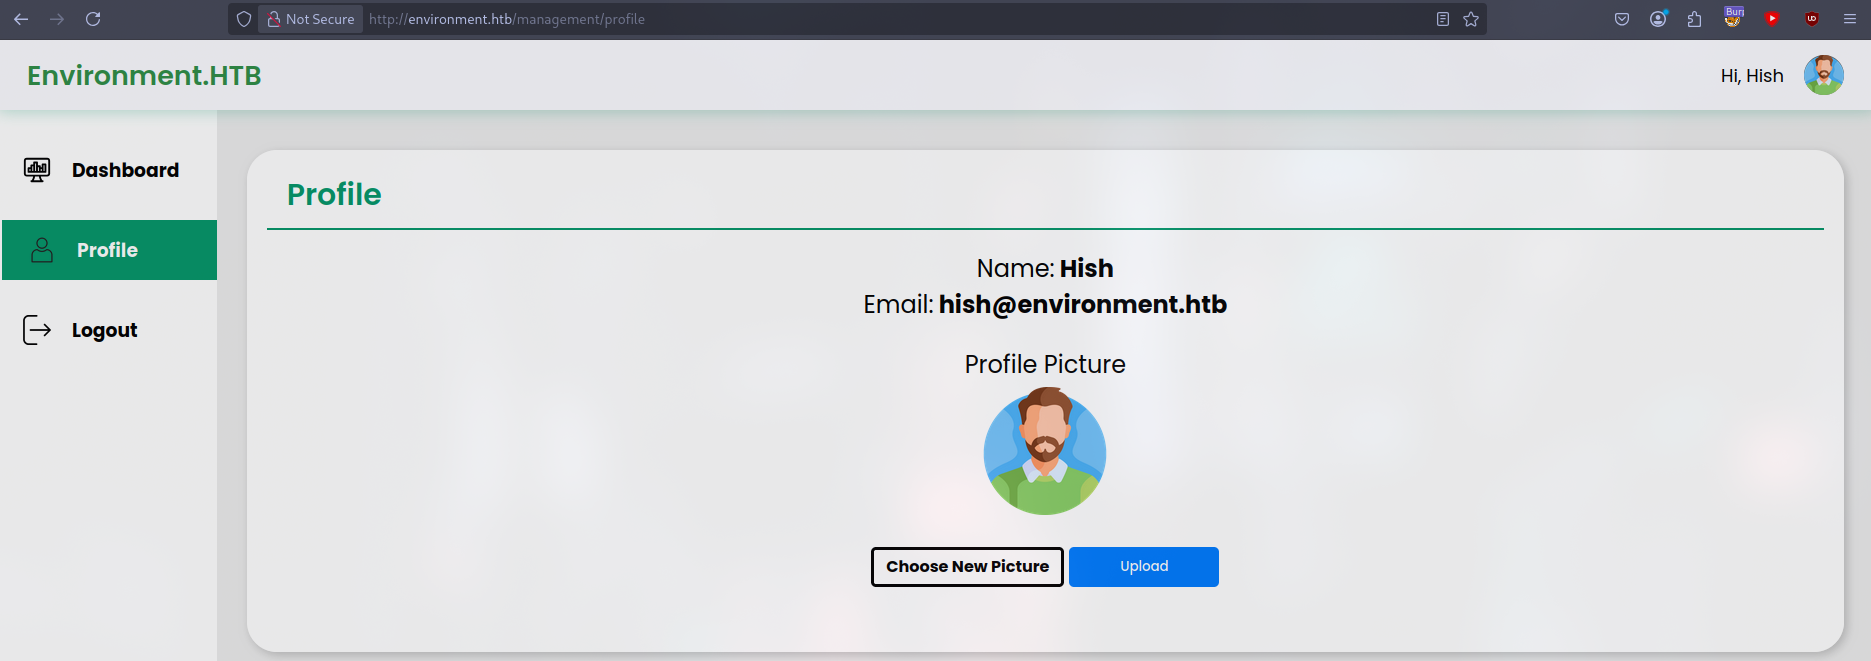 Not Secure http://environment.htb/management/profile
Burp
Environment.HTB
Hi, Hish
Dashboard
Profile
Logout
Profile
Name: Hish
Email: hish@environment.htb
Profile Picture
Choose New Picture
Upload